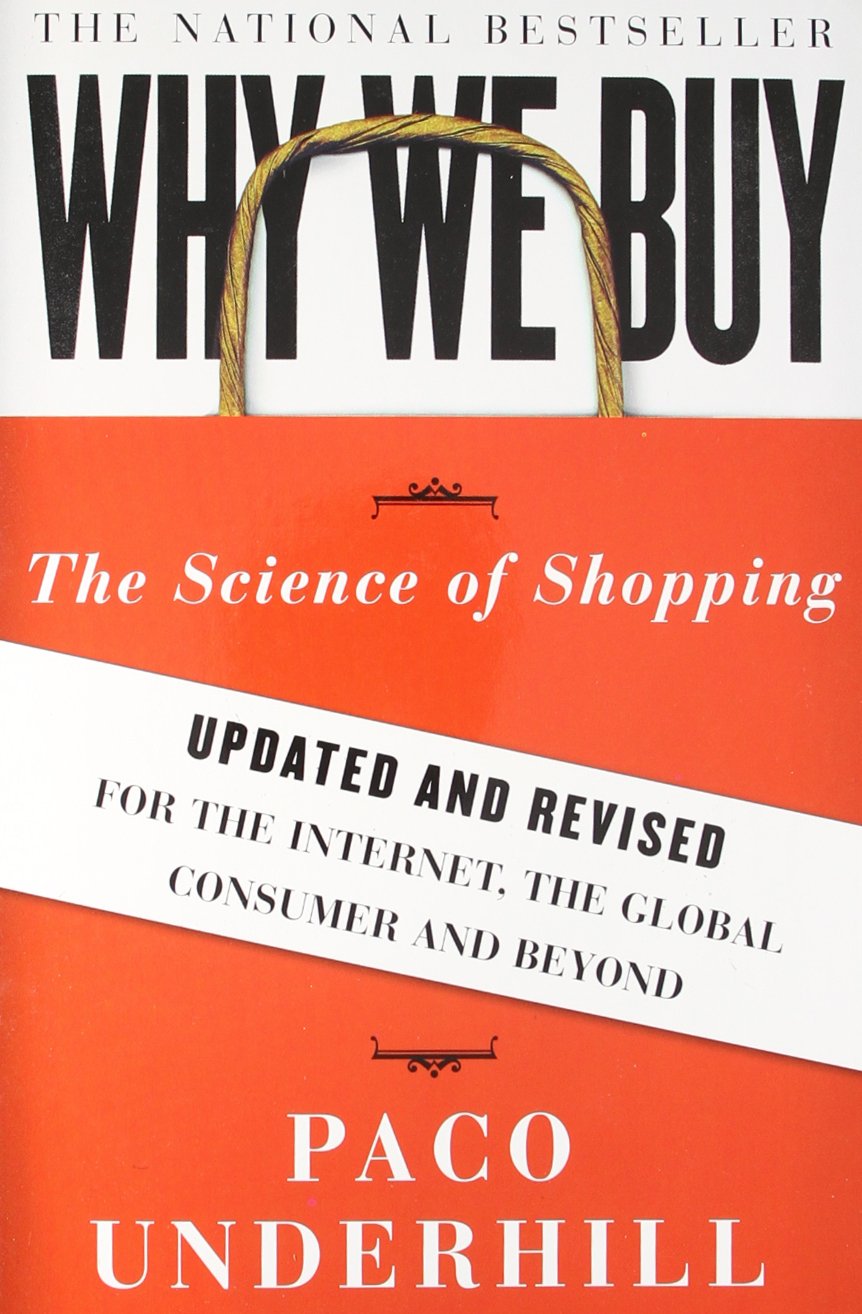 THE NATIONAL BESTSELLER
WHY WE BUY
The Science of Shopping
UPDATED AND REVISED
FOR THE INTERNET, THE GLOBAL
CONSUMER AND BEYOND
PACO
UNDERHILL